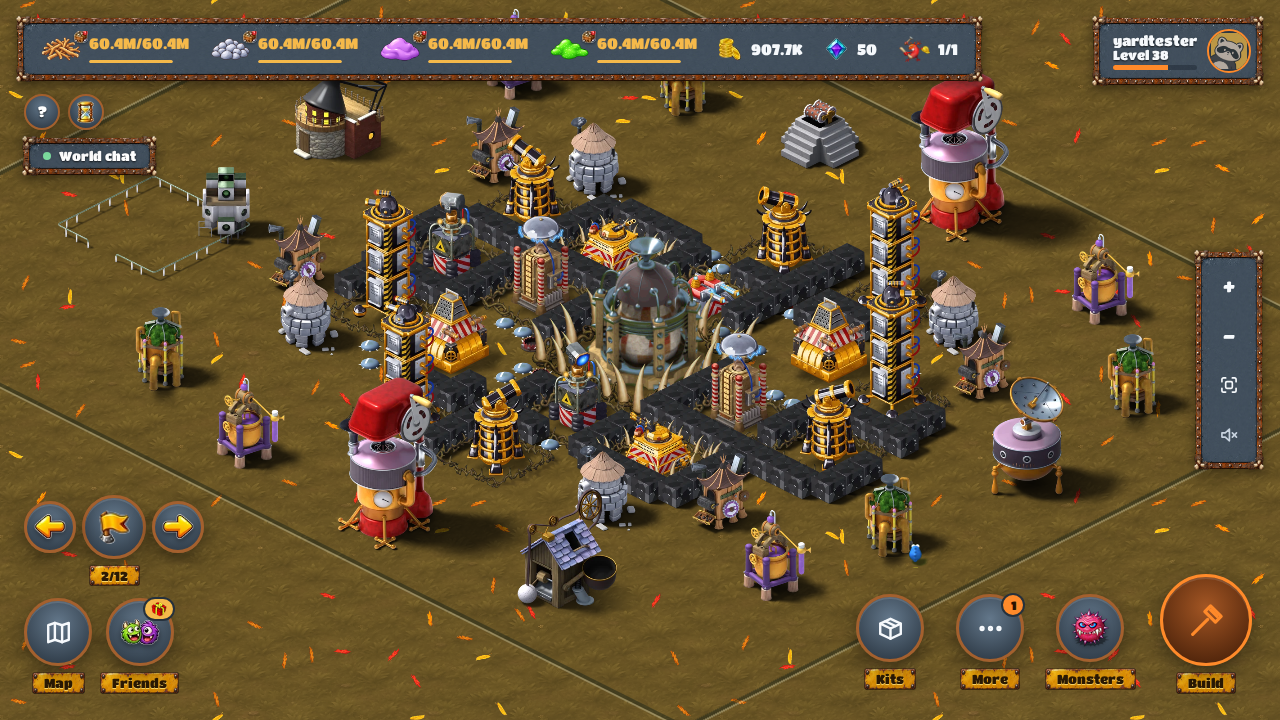 60.4M/60.4M
60.4M/60.4M
60.4M/60.4M
60.4M/60.4M
907.7K
50
1/1
yardtester
Level 38
?
World chat
2/12
Map
Friends
1
Kits
More
Monsters
Build